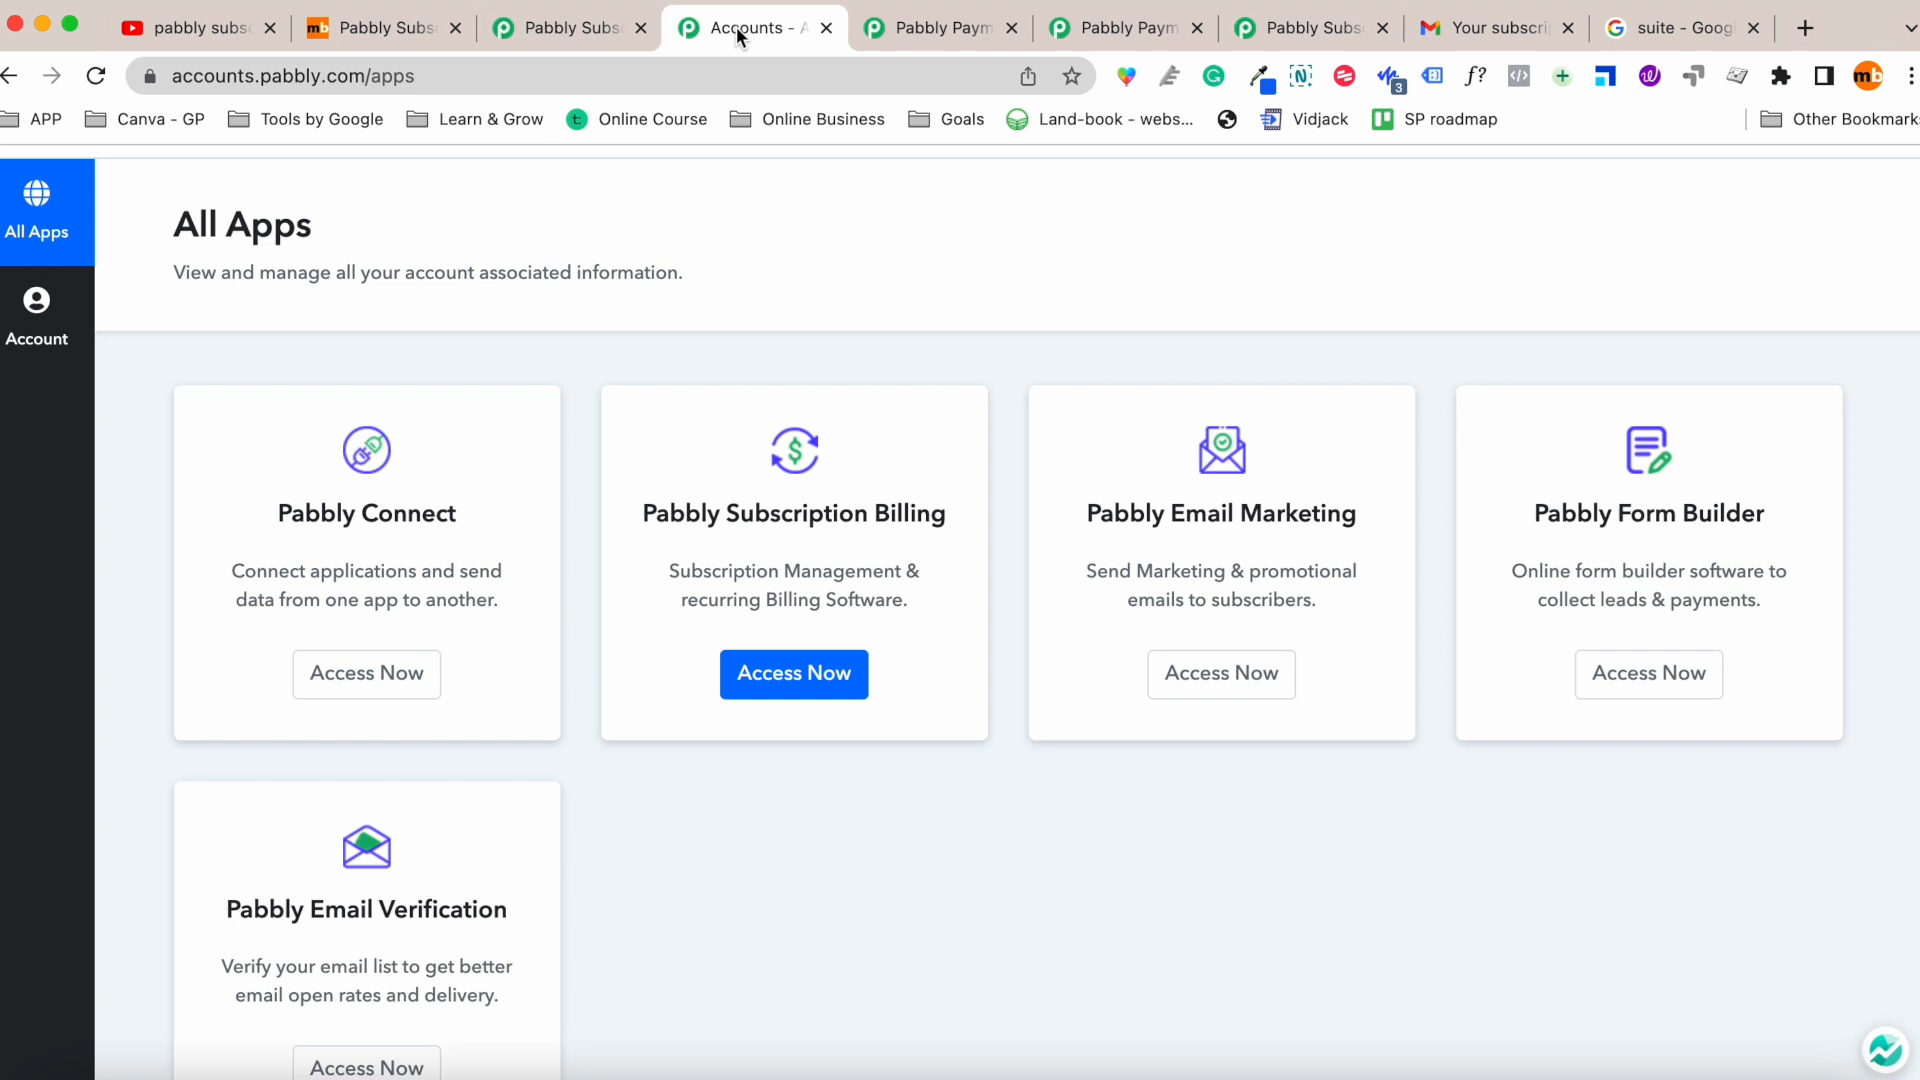 pabbly subs
Pabbly Subs
Pabbly Subs
Accounts - A
Pabbly Paym
Pabbly Paym
Pabbly Subs
Your subscri
suite - Goog
accounts.pabbly.com/apps
3
f?
mb
APP
Canva - GP
Tools by Google
Learn & Grow
Online Course
Online Business
Goals
Land-book - webs...
Vidjack
SP roadmap
Other Bookmark
All Apps
Account
All Apps
View and manage all your account associated information.
Pabbly Connect
Connect applications and send
data from one app to another.
Access Now
Pabbly Subscription Billing
Subscription Management &
recurring Billing Software.
Access Now
Pabbly Email Marketing
Send Marketing & promotional
emails to subscribers.
Access Now
Pabbly Form Builder
Online form builder software to
collect leads & payments.
Access Now
Pabbly Email Verification
Verify your email list to get better
email open rates and delivery.
Access Now